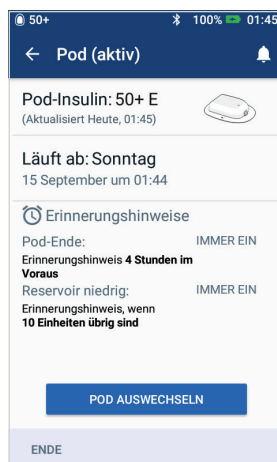 50+ 100% 01:45
Pod (aktiv)
Pod-Insulin: 50+ E
(Aktualisiert Heute, 01:45)
Läuft ab: Sonntag
15 September um 01:44
Erinnerungshinweise
Pod-Ende: IMMER EIN
Erinnerungshinweis 4 Stunden im
Voraus
Reservoir niedrig: IMMER EIN
Erinnerungshinweis, wenn
10 Einheiten übrig sind
POD AUSWECHSELN
ENDE